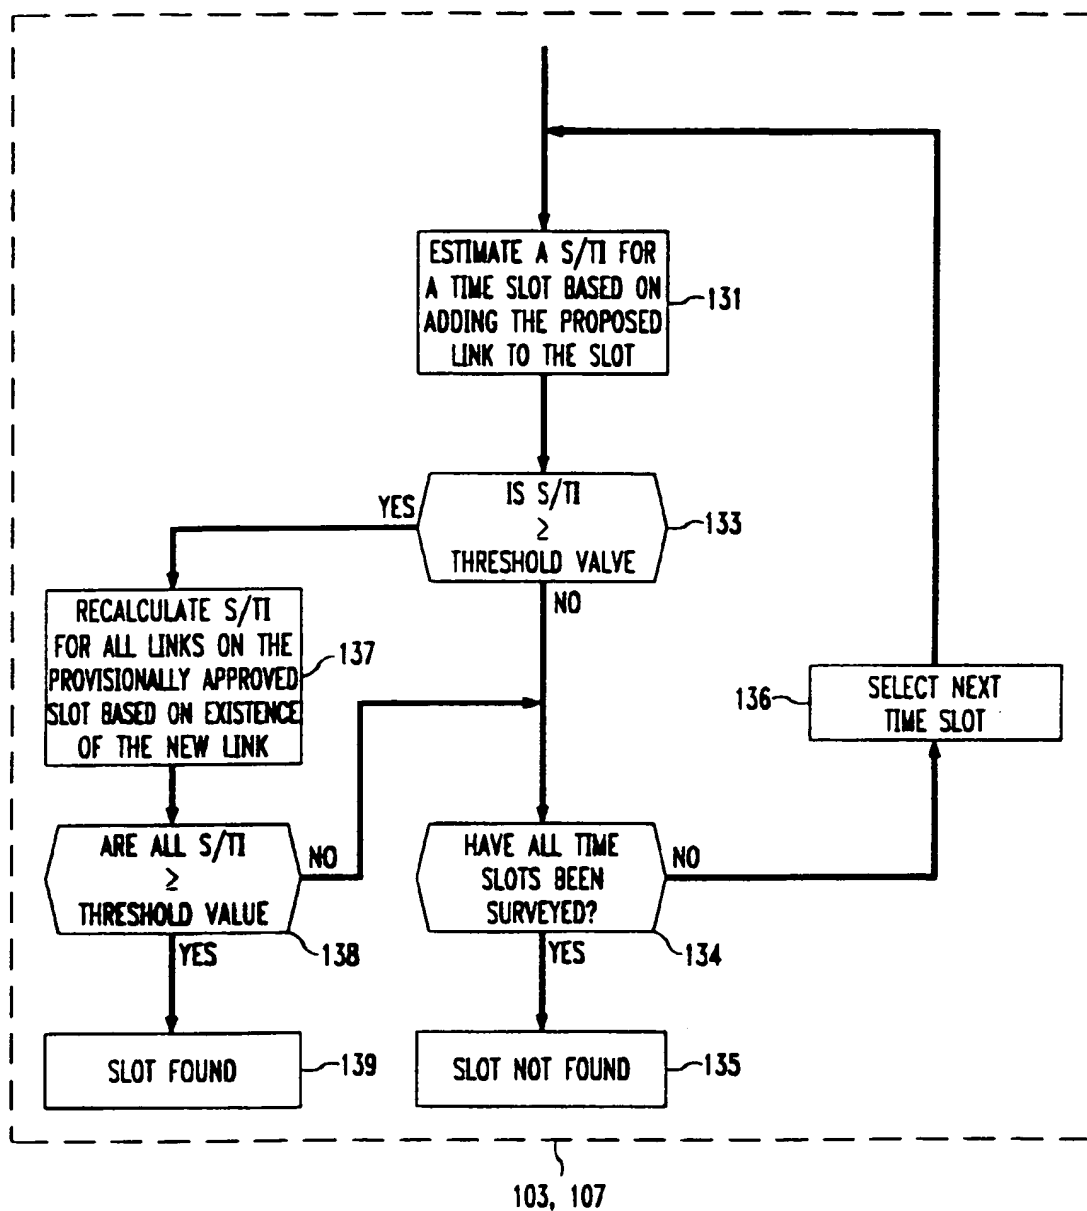 ESTIMATE A S/TI FOR
A TIME SLOT BASED ON
ADDING THE PROPOSED
LINK TO THE SLOT
131
IS S/TI
≥
THRESHOLD VALVE
133
YES
NO
RECALCULATE S/TI
FOR ALL LINKS ON THE
PROVISIONALLY APPROVED
SLOT BASED ON EXISTENCE
OF THE NEW LINK
137
136
SELECT NEXT
TIME SLOT
ARE ALL S/TI
≥
THRESHOLD VALUE
138
NO
YES
HAVE ALL TIME
SLOTS BEEN
SURVEYED?
134
NO
YES
SLOT FOUND
139
SLOT NOT FOUND
135
103, 107